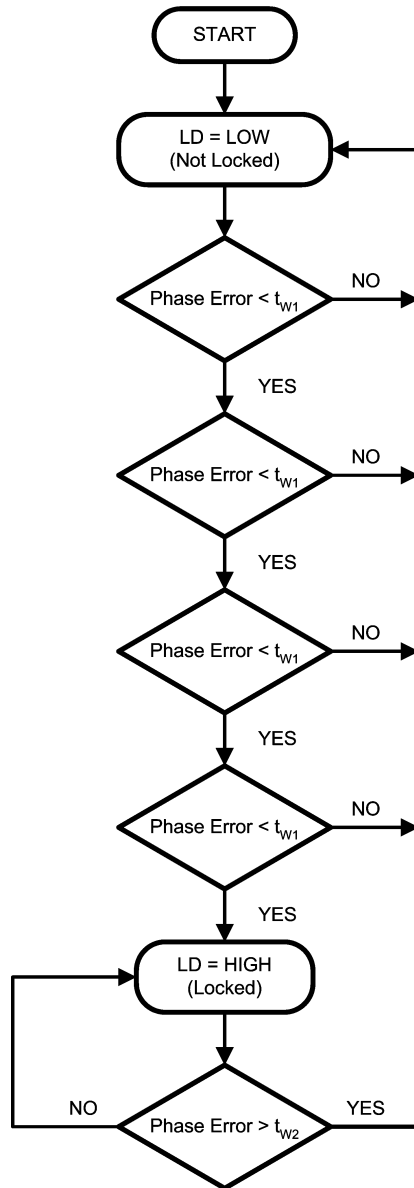 START
LD = LOW
(Not Locked)
Phase Error < tW1
NO
YES
Phase Error < tW1
NO
YES
Phase Error < tW1
NO
YES
Phase Error < tW1
NO
YES
LD = HIGH
(Locked)
NO
Phase Error > tW2
YES